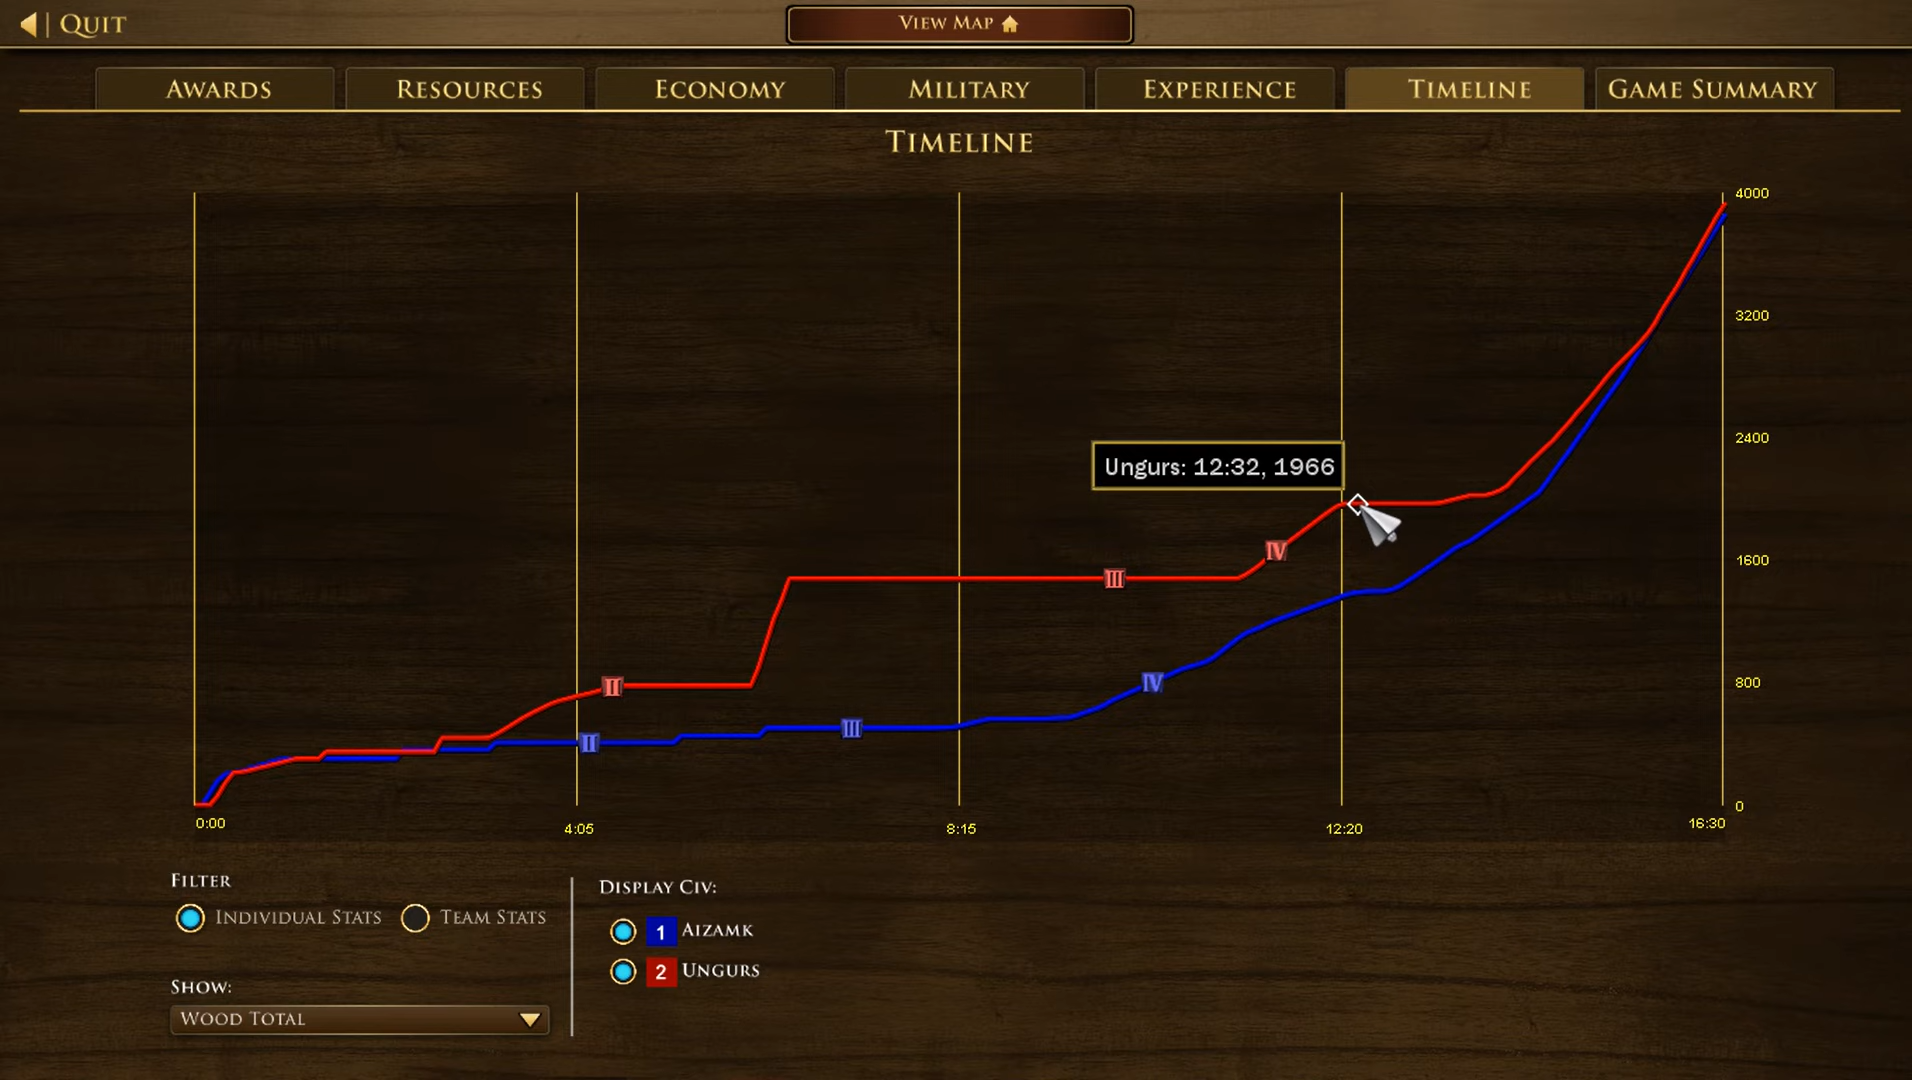 QUIT
VIEW MAP
AWARDS
RESOURCES
ECONOMY
MILITARY
EXPERIENCE
TIMELINE
GAME SUMMARY
TIMELINE
4000
3200
2400
Ungurs: 12:32, 1966
1600
IV
III
II
800
IV
III
II
0
0:00
4:05
8:15
12:20
16:30
FILTER
INDIVIDUAL STATS
TEAM STATS
SHOW:
WOOD TOTAL
DISPLAY CIV:
1 AIZAMK
2 UNGURS